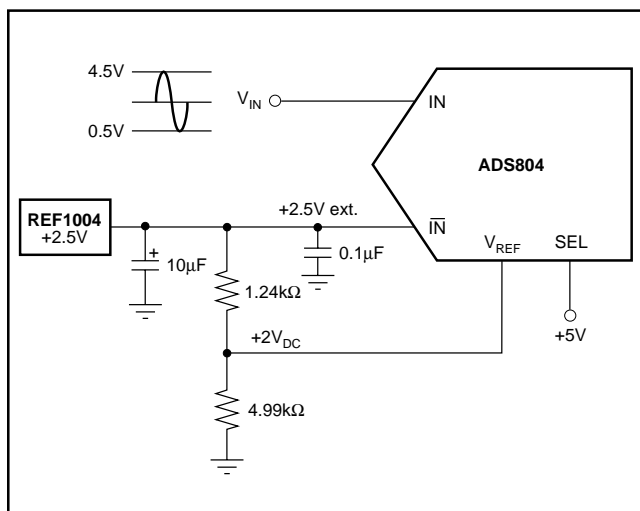 4.5V
0.5V
V_IN
IN
ADS804
REF1004
+2.5V
+2.5V ext.
IN̅
V_REF
SEL
+
10μF
0.1μF
1.24kΩ
+5V
+2V_DC
4.99kΩ